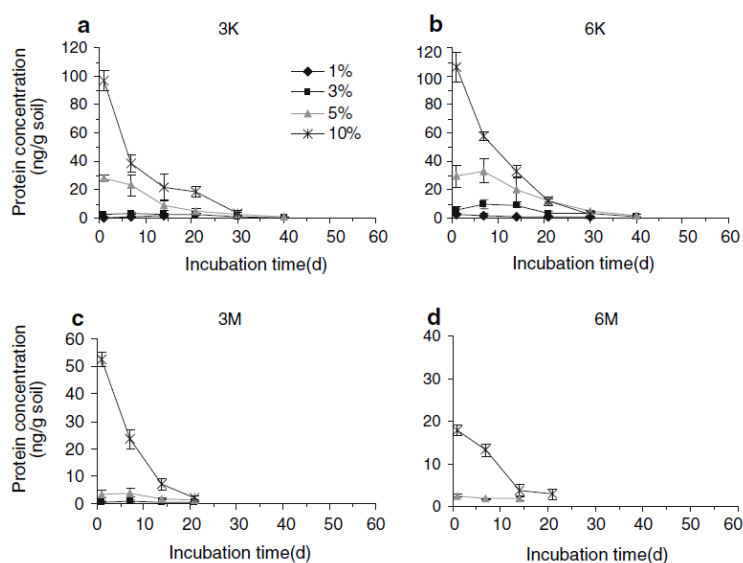 a 3K
120
100
80
60
40
20
0
0 10 20 30 40 50 60
Protein concentration
(ng/g soil)
Incubation time(d)
1%
3%
5%
10%
b 6K
120
100
80
60
40
20
0
0 10 20 30 40 50 60
Incubation time(d)
c 3M
60
50
40
30
20
10
0
0 10 20 30 40 50 60
Protein concentration
(ng/g soil)
Incubation time(d)
d 6M
40
30
20
10
0
0 10 20 30 40 50 60
Incubation time(d)